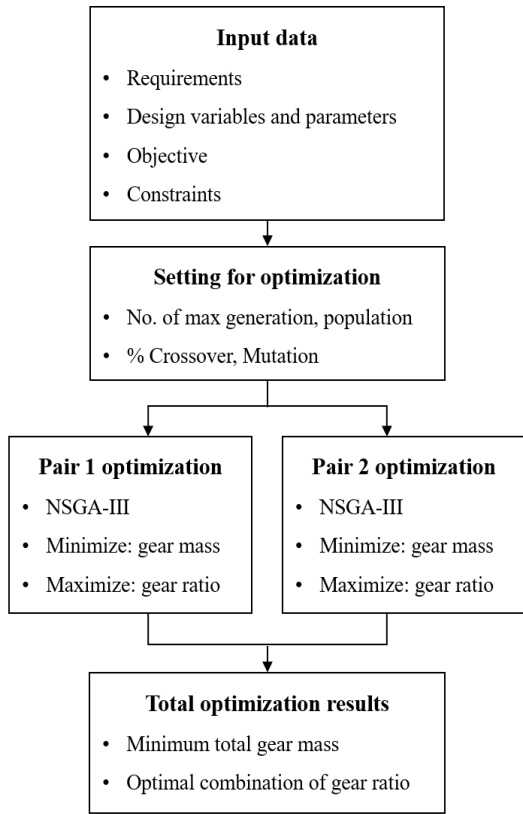 Input data
• Requirements
• Design variables and parameters
• Objective
• Constraints
Setting for optimization
• No. of max generation, population
• % Crossover, Mutation
Pair 1 optimization
• NSGA-III
• Minimize: gear mass
• Maximize: gear ratio
Pair 2 optimization
• NSGA-III
• Minimize: gear mass
• Maximize: gear ratio
Total optimization results
• Minimum total gear mass
• Optimal combination of gear ratio